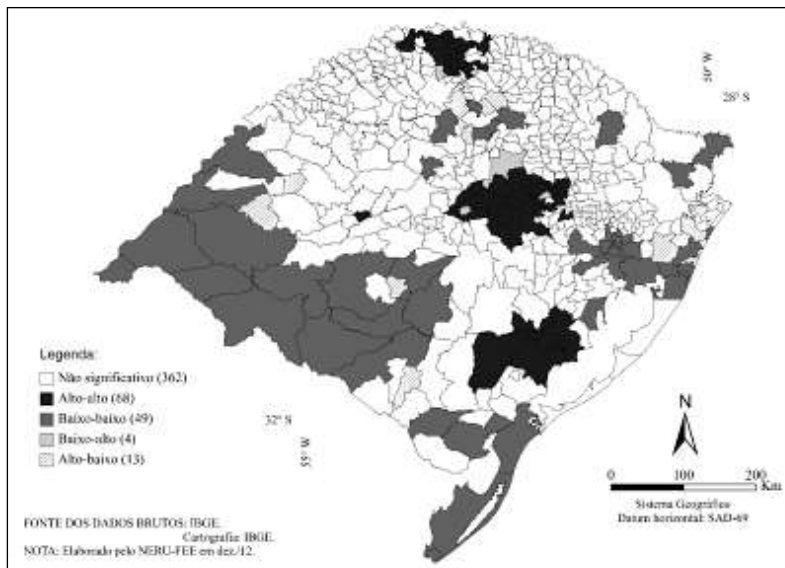 50° W
28° S
Legenda:
Não significativo (362)
Alto-alto (68)
Baixo-baixo (49)
Baixo-alto (4)
Alto-baixo (13)
32° S
55° W
N
0 100 200
Km
Sistema Geográfico
Datum horizontal: SAD-69
FONTE DOS DADOS BRUTOS: IBGE.
Cartografia: IBGE.
NOTA: Elaborado pelo NERU-FEE em dez./12.